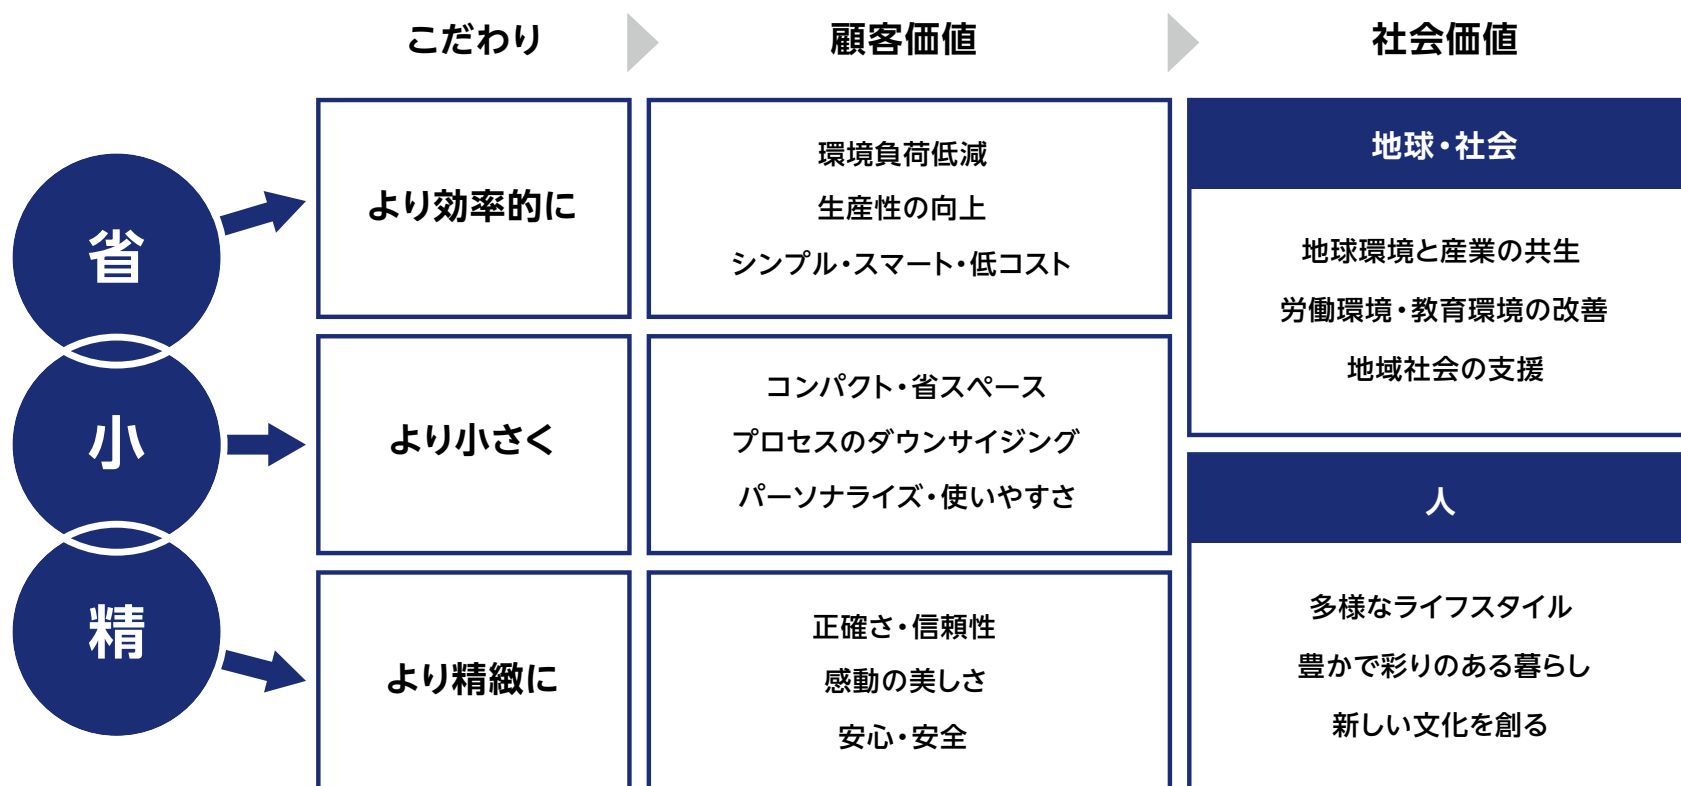 こだわり
顧客価値
社会価値
省
小
精
より効率的に
環境負荷低減
生産性の向上
シンプル・スマート・低コスト
より小さく
コンパクト・省スペース
プロセスのダウンサイジング
パーソナライズ・使いやすさ
より精緻に
正確さ・信頼性
感動の美しさ
安心・安全
地球・社会
地球環境と産業の共生
労働環境・教育環境の改善
地域社会の支援
人
多様なライフスタイル
豊かで彩りのある暮らし
新しい文化を創る